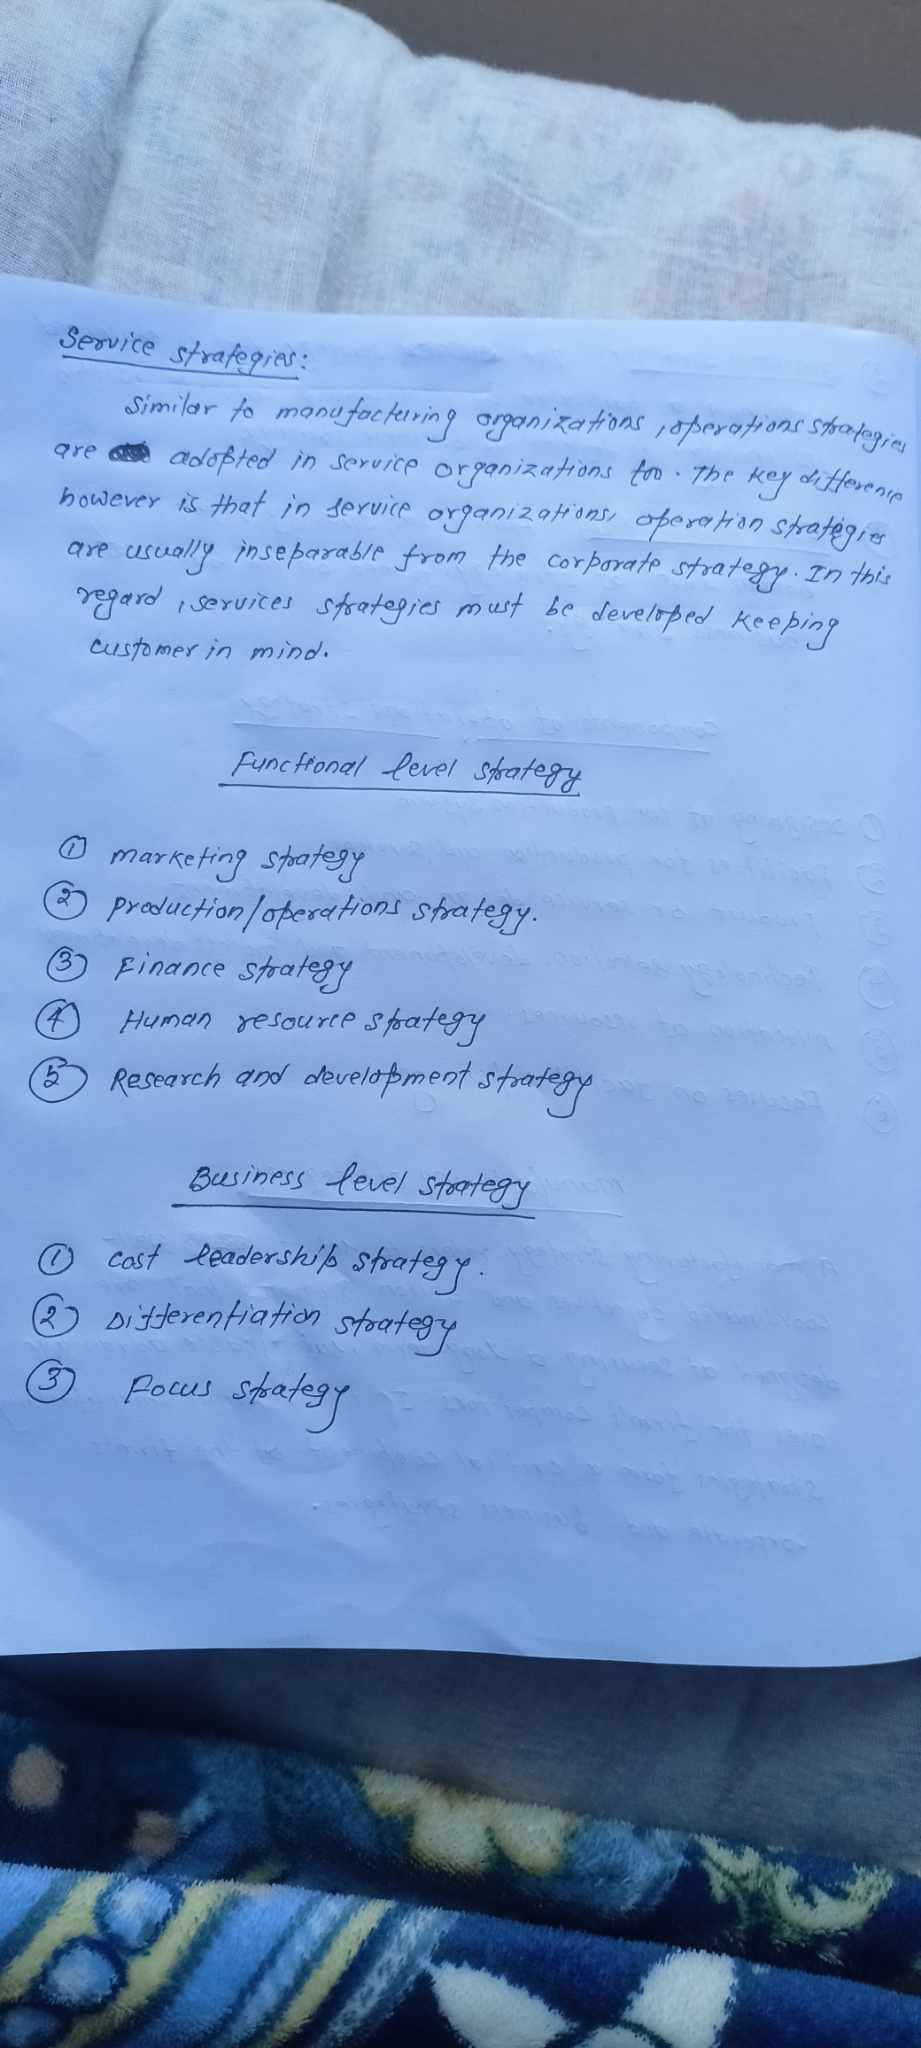 Service strategies:
Similar to manufacturing organizations, operations strategies
are adopted in service organizations too. The key difference
however is that in service organizations, operation strategies
are usually inseparable from the corporate strategy. In this
regard, services strategies must be developed keeping
customer in mind.
Functional level strategy
① marketing strategy
② production/operations strategy.
③ Finance strategy
④ Human resource strategy
⑤ Research and development strategy
Business level strategy
① cost leadership strategy.
② Differentiation strategy
③ Focus strategy